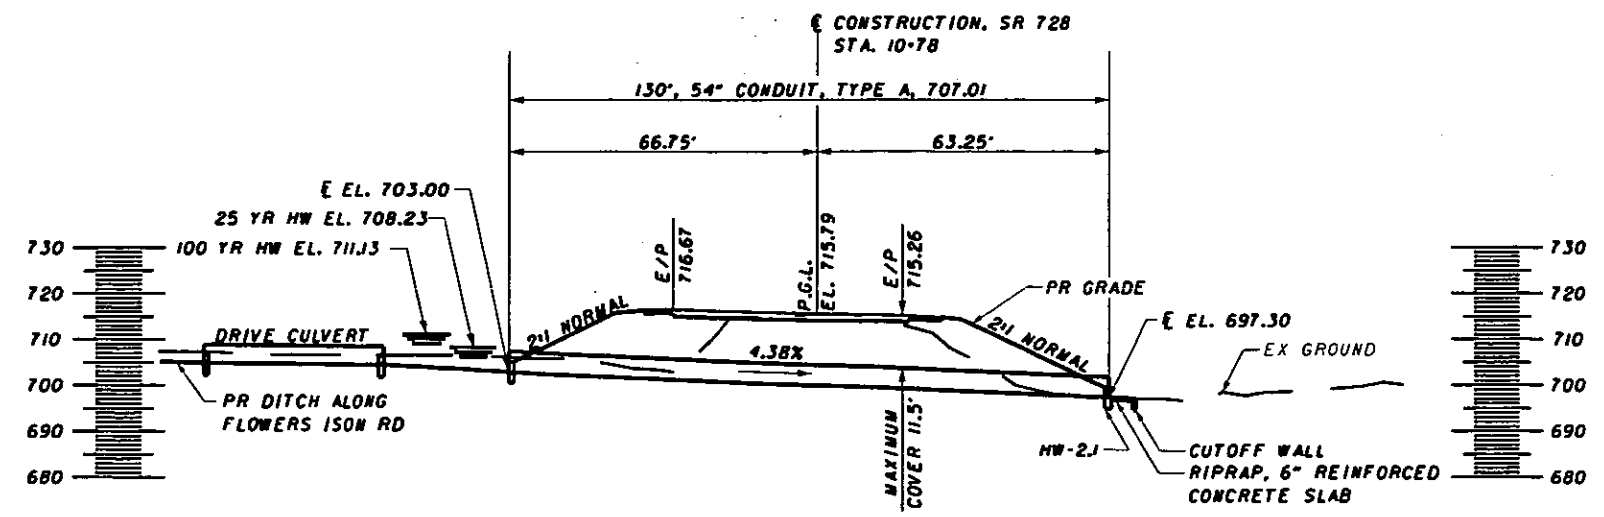 ℄ CONSTRUCTION, SR 728
STA. 10+78
130', 54" CONDUIT, TYPE A, 707.01
66.75'
63.25'
℄ EL. 703.00
25 YR HW EL. 708.23
100 YR HW EL. 711.13
E/P
716.67
P.G.L.
EL. 715.79
E/P
715.26
PR GRADE
2:1 NORMAL
2:1 NORMAL
℄ EL. 697.30
EX GROUND
DRIVE CULVERT
4.38%
PR DITCH ALONG
FLOWERS ISON RD
MAXIMUM
COVER 11.5'
HW-2.1
CUTOFF WALL
RIPRAP, 6" REINFORCED
CONCRETE SLAB
730
720
710
700
690
680
730
720
710
700
690
680